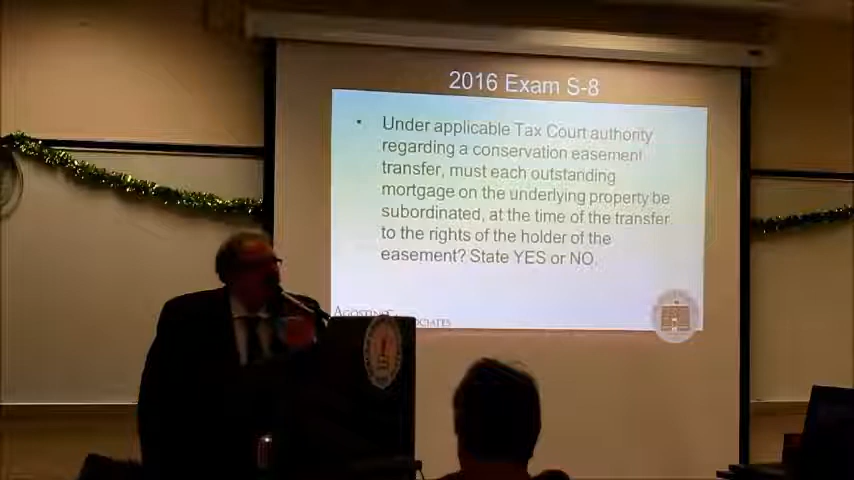 2016 Exam S-8
• Under applicable Tax Court authority
regarding a conservation easement
transfer, must each outstanding
mortgage on the underlying property be
subordinated, at the time of the transfer
to the rights of the holder of the
easement? State YES or NO.